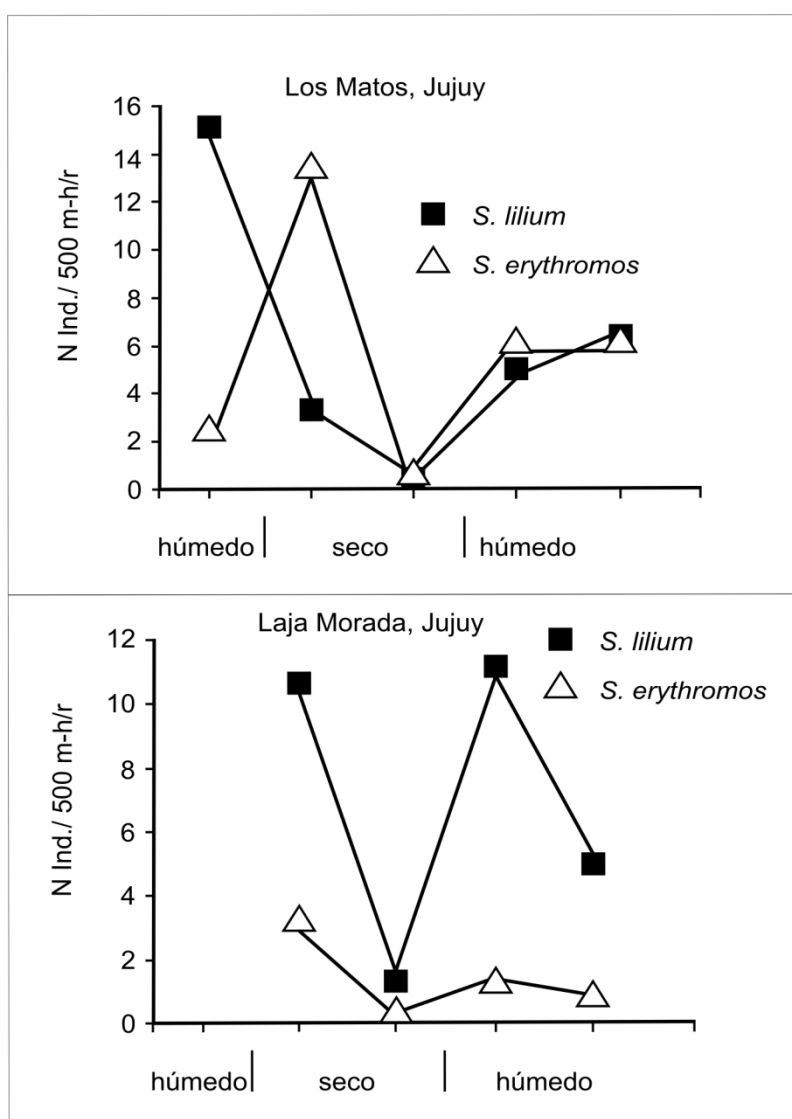 Los Matos, Jujuy
N Ind./ 500 m-h/r
16
14
12
10
8
6
4
2
0
S. lilium
S. erythromos
húmedo seco húmedo
Laja Morada, Jujuy
N Ind./ 500 m-h/r
12
10
8
6
4
2
0
S. lilium
S. erythromos
húmedo seco húmedo